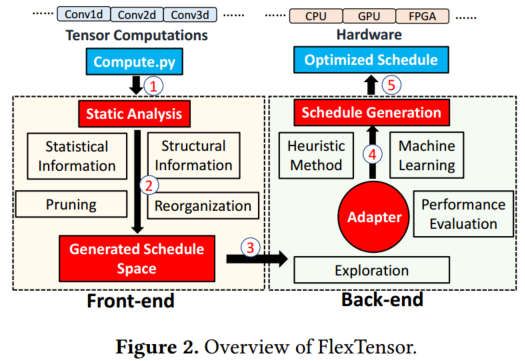 ...... Conv1d Conv2d Conv3d ......
Tensor Computations
Compute.py
1
Static Analysis
Statistical
Information
Structural
Information
2
Pruning
Reorganization
Generated Schedule
Space
Front-end
3
...... CPU GPU FPGA ......
Hardware
Optimized Schedule
5
Schedule Generation
Heuristic
Method
4
Machine
Learning
Adapter
Performance
Evaluation
Exploration
Back-end
Figure 2. Overview of FlexTensor.